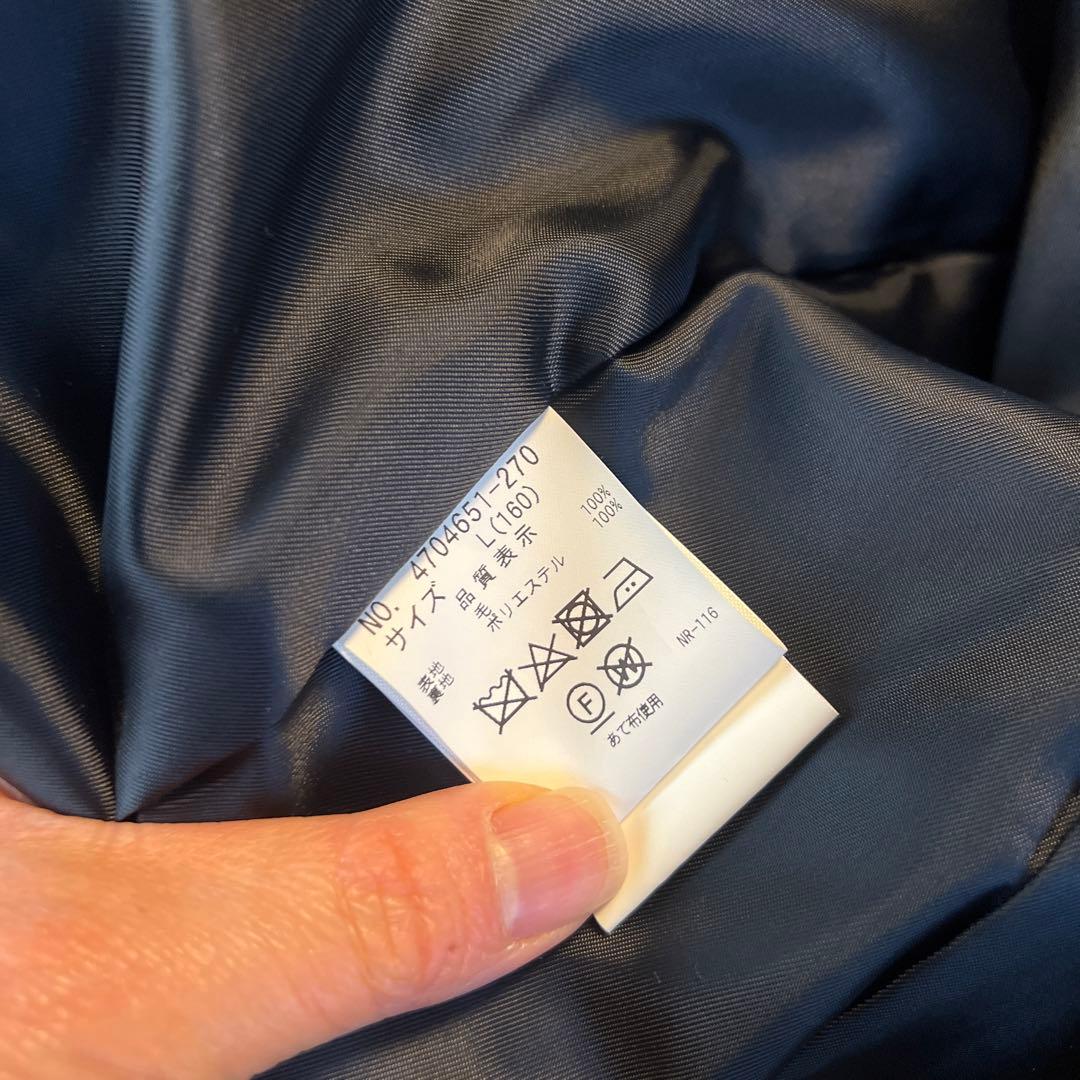 NO. 4704651-270
サイズ L(160)
品質表示
表地 毛 100%
裏地 ポリエステル 100%
F
W
あて布使用
NR-116